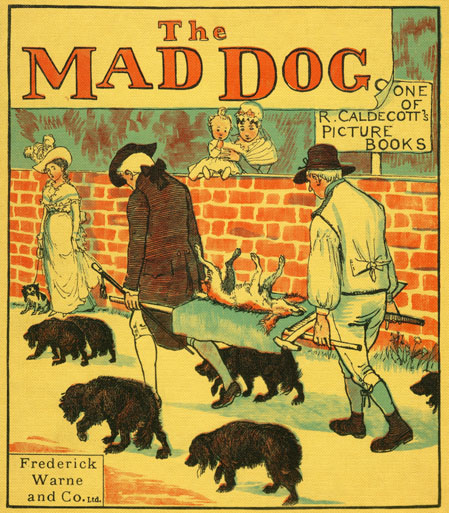 The
MAD DOG
ONE
OF
R. CALDECOTT'S
PICTURE
BOOKS
Frederick
Warne
and Co. Ltd.